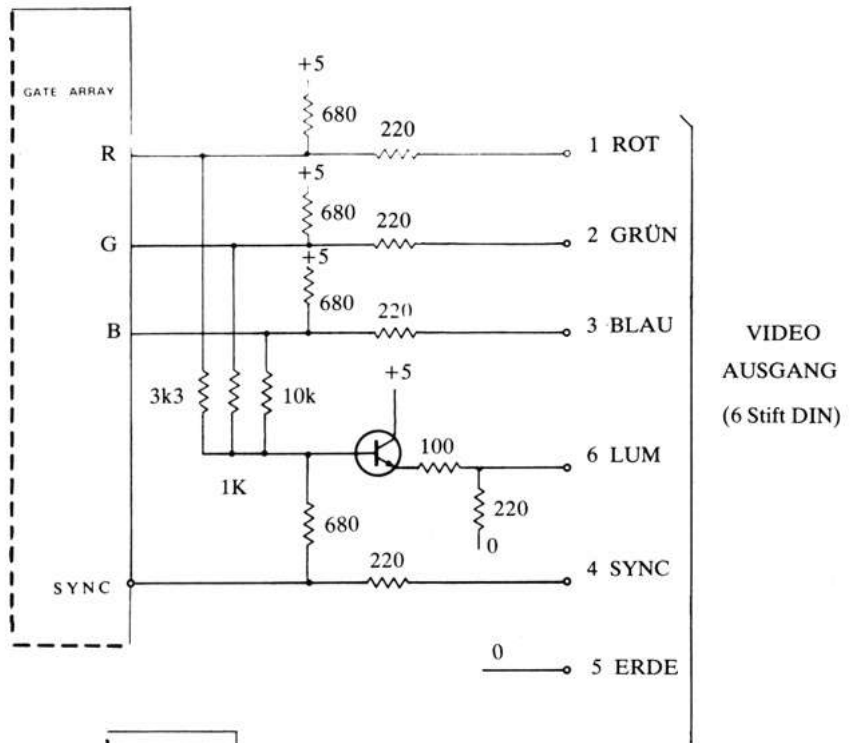 +5
GATE ARRAY
680
220
R
1 ROT
+5
680
220
G
2 GRÜN
+5
680
220
B
3 BLAU
VIDEO
AUSGANG
(6 Stift DIN)
+5
3k3
10k
100
6 LUM
1K
680
220
0
220
SYNC
4 SYNC
0
5 ERDE